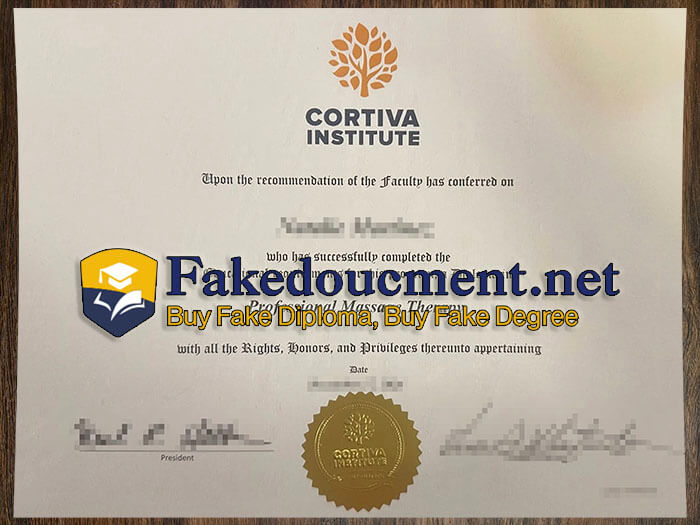 CORTIVA
INSTITUTE
Upon the recommendation of the Faculty has conferred on
who has successfully completed the
Fakedoucment.net
Buy Fake Diploma, Buy Fake Degree
Professional Massage Therapy
with all the Rights, Honors, and Privileges thereunto appertaining
Date
President
CORTIVA
INSTITUTE